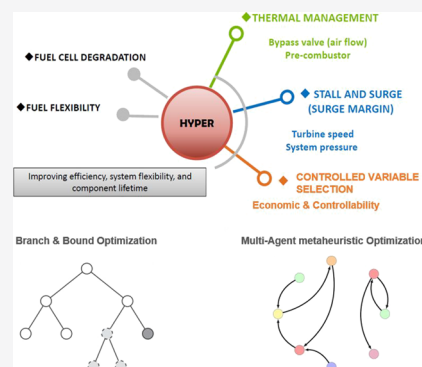 ◆THERMAL MANAGEMENT
Bypass valve (air flow)
Pre-combustor
◆FUEL CELL DEGRADATION
◆ STALL AND SURGE
(SURGE MARGIN)
◆FUEL FLEXIBILITY
HYPER
Turbine speed
System pressure
◆ CONTROLLED VARIABLE
SELECTION
Improving efficiency, system flexibility, and
component lifetime
Economic & Controllability
Branch & Bound Optimization
Multi-Agent metaheuristic Optimization